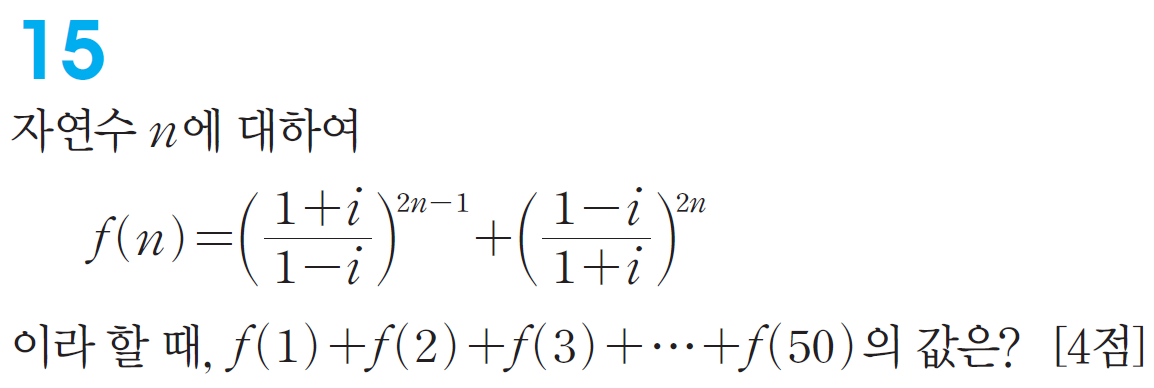 15
자연수 n에 대하여
f(n)=((1+i)/(1-i))^(2n-1)+((1-i)/(1+i))^(2n)
이라 할 때, f(1)+f(2)+f(3)+⋯+f(50)의 값은? [4점]